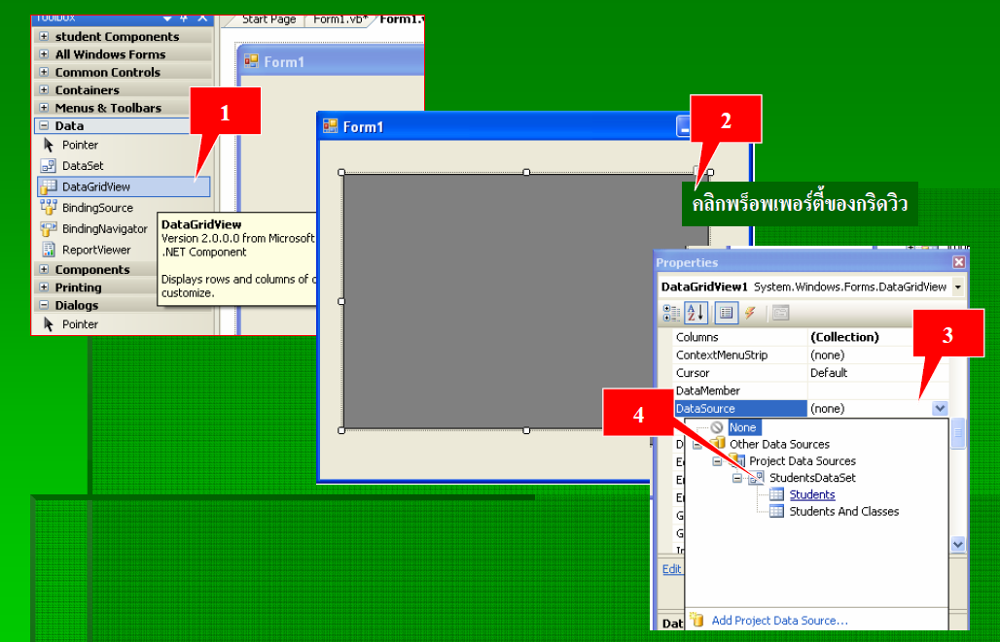 Toolbox
Start Page
Form1.vb*
Form1.v
student Components
All Windows Forms
Common Controls
Containers
Menus & Toolbars
Data
Pointer
DataSet
DataGridView
BindingSource
BindingNavigator
ReportViewer
Components
Printing
Dialogs
Pointer
Form1
1
DataGridView
Version 2.0.0.0 from Microsoft
.NET Component
Displays rows and columns of d
customize.
Form1
2
คลิกพร็อพเพอร์ตี้ของกริดวิว
Properties
DataGridView1 System.Windows.Forms.DataGridView
Columns (Collection)
ContextMenuStrip (none)
Cursor Default
DataMember
DataSource (none)
3
4
None
Other Data Sources
Project Data Sources
StudentsDataSet
Students
Students And Classes
D
E
E
G
G
Edit
Add Project Data Source...
Dat